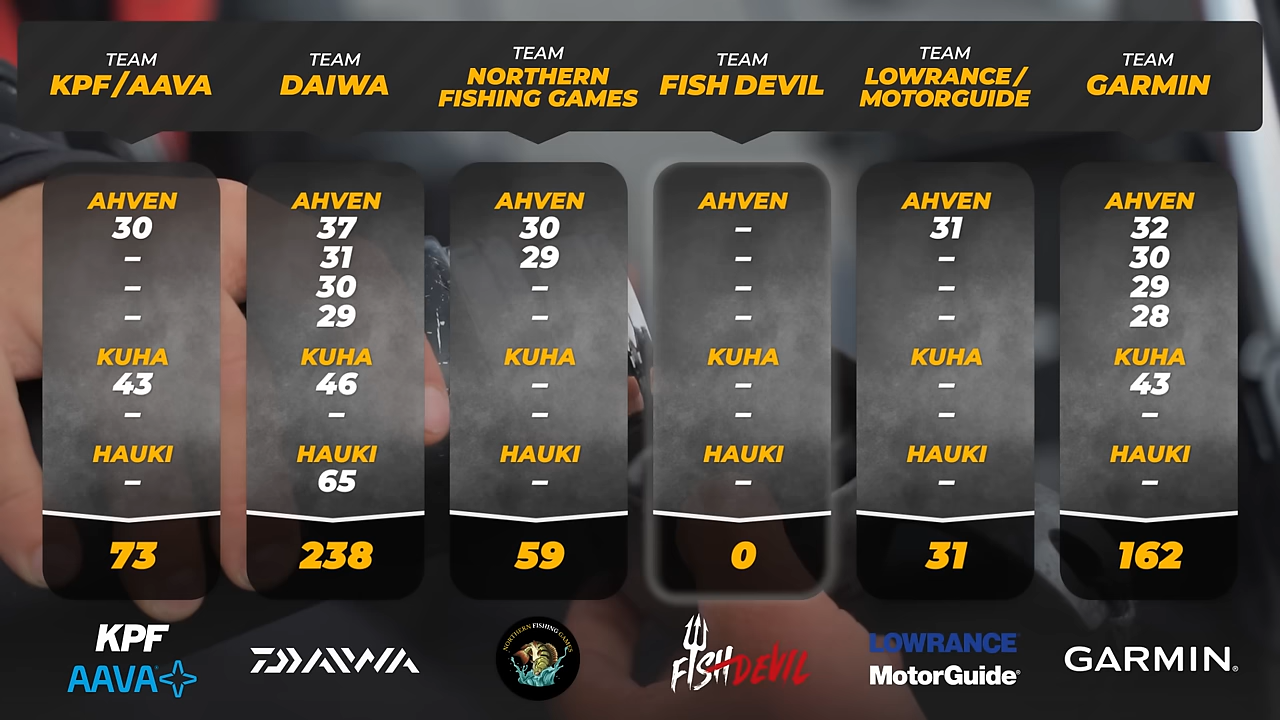 TEAM
KPF/AAVA
TEAM
DAIWA
TEAM
NORTHERN
FISHING GAMES
TEAM
FISH DEVIL
TEAM
LOWRANCE/
MOTORGUIDE
TEAM
GARMIN
AHVEN
30
–
–
–
KUHA
43
–
HAUKI
–
73
AHVEN
37
31
30
29
KUHA
46
–
HAUKI
65
238
AHVEN
30
29
–
–
KUHA
–
–
HAUKI
–
59
AHVEN
–
–
–
–
KUHA
–
–
HAUKI
–
0
AHVEN
31
–
–
–
KUHA
–
–
HAUKI
–
31
AHVEN
32
30
29
28
KUHA
43
–
HAUKI
–
162
KPF
AAVA
DAIWA
NORTHERN FISHING GAMES
FISH DEVIL
LOWRANCE
MotorGuide®
GARMIN®